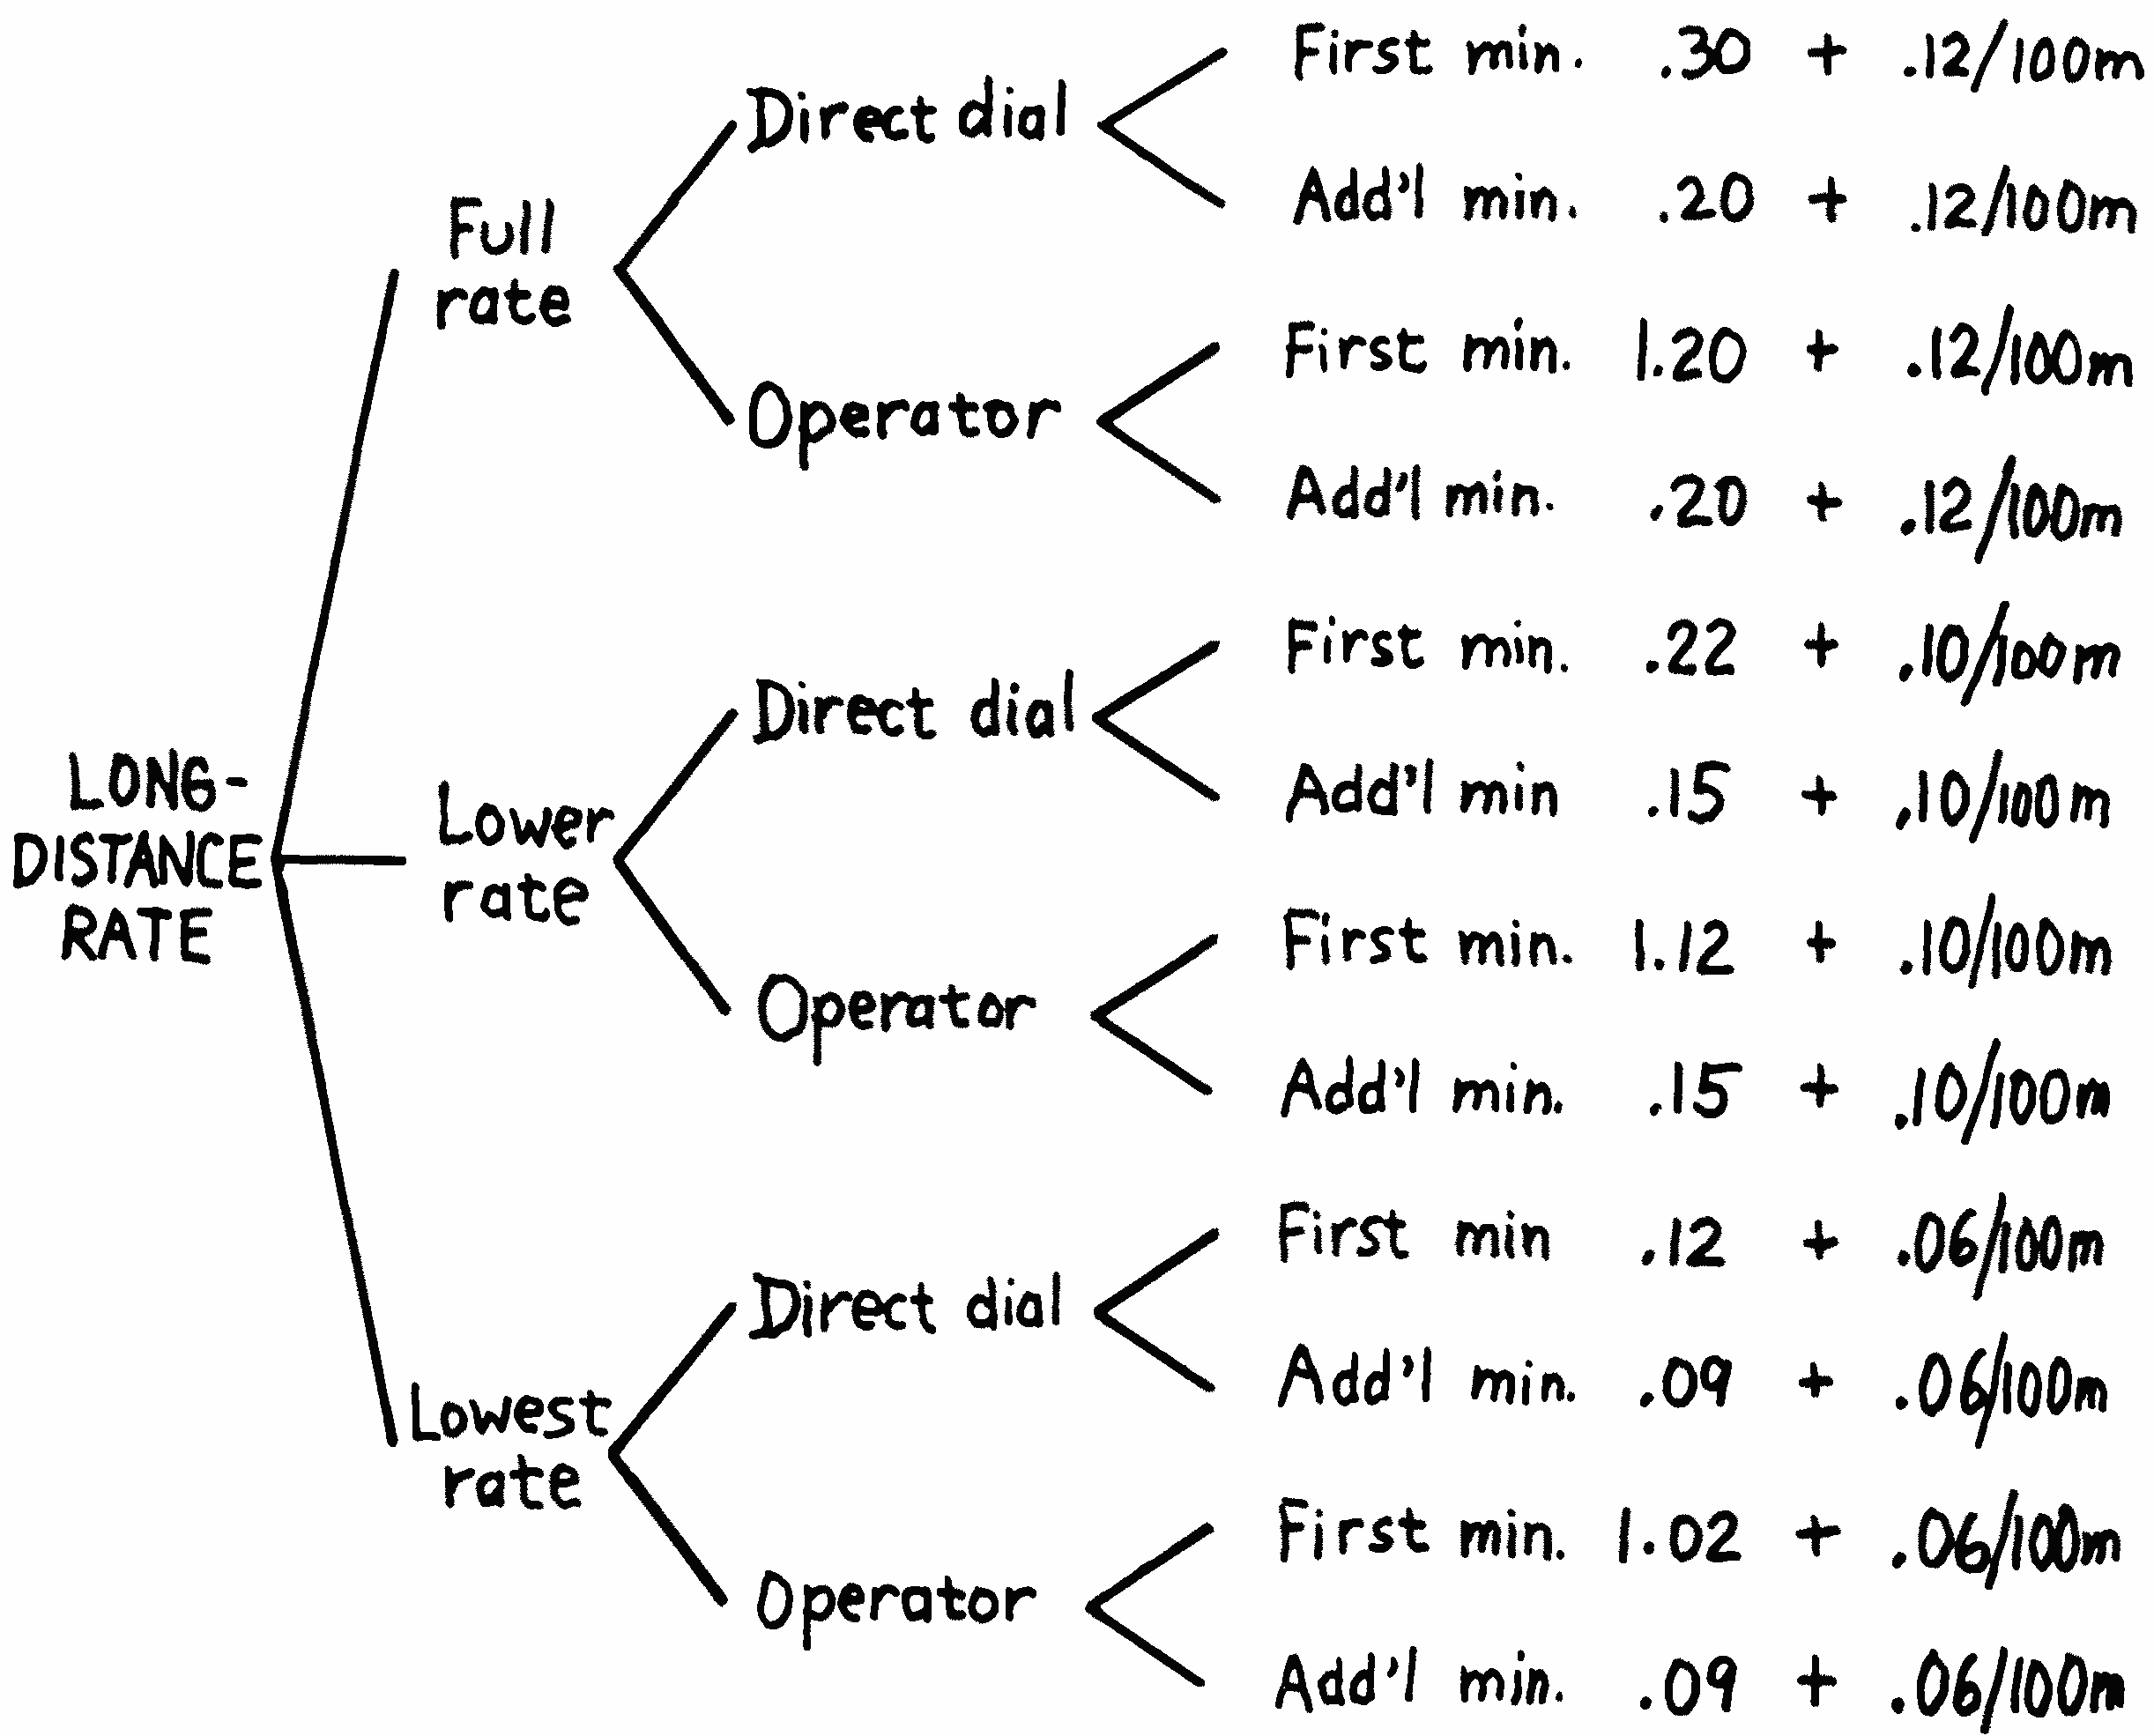 LONG-
DISTANCE
RATE
Full
rate
Direct dial
First min. .30 + .12/100m
Add'l min. .20 + .12/100m
Operator
First min. 1.20 + .12/100m
Add'l min. .20 + .12/100m
Lower
rate
Direct dial
First min. .22 + .10/100m
Add'l min .15 + .10/100m
Operator
First min. 1.12 + .10/100m
Add'l min. .15 + .10/100m
Lowest
rate
Direct dial
First min .12 + .06/100m
Add'l min. .09 + .06/100m
Operator
First min. 1.02 + .06/100m
Add'l min. .09 + .06/100m